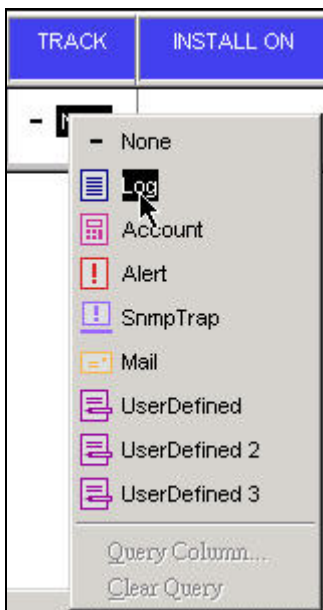 TRACK INSTALL ON
None
Log
Account
Alert
SnmpTrap
Mail
UserDefined
UserDefined 2
UserDefined 3
Query Column...
Clear Query